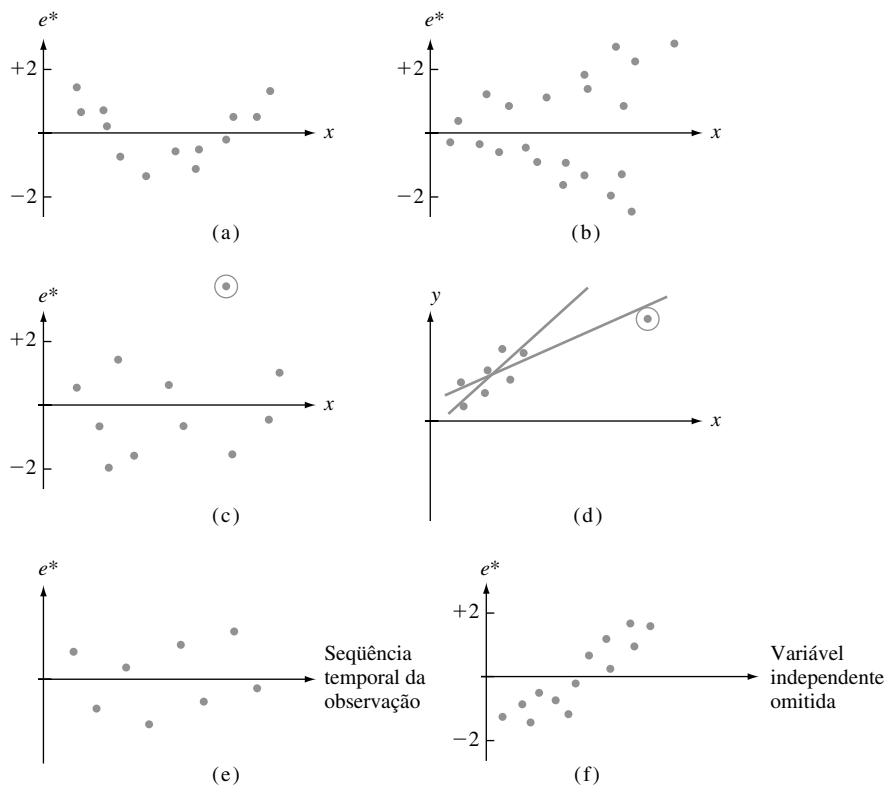 e*
+2
x
−2
(a)
e*
+2
x
−2
(b)
e*
+2
x
−2
(c)
y
x
(d)
e*
Seqüência
temporal da
observação
(e)
e*
+2
−2
Variável
independente
omitida
(f)